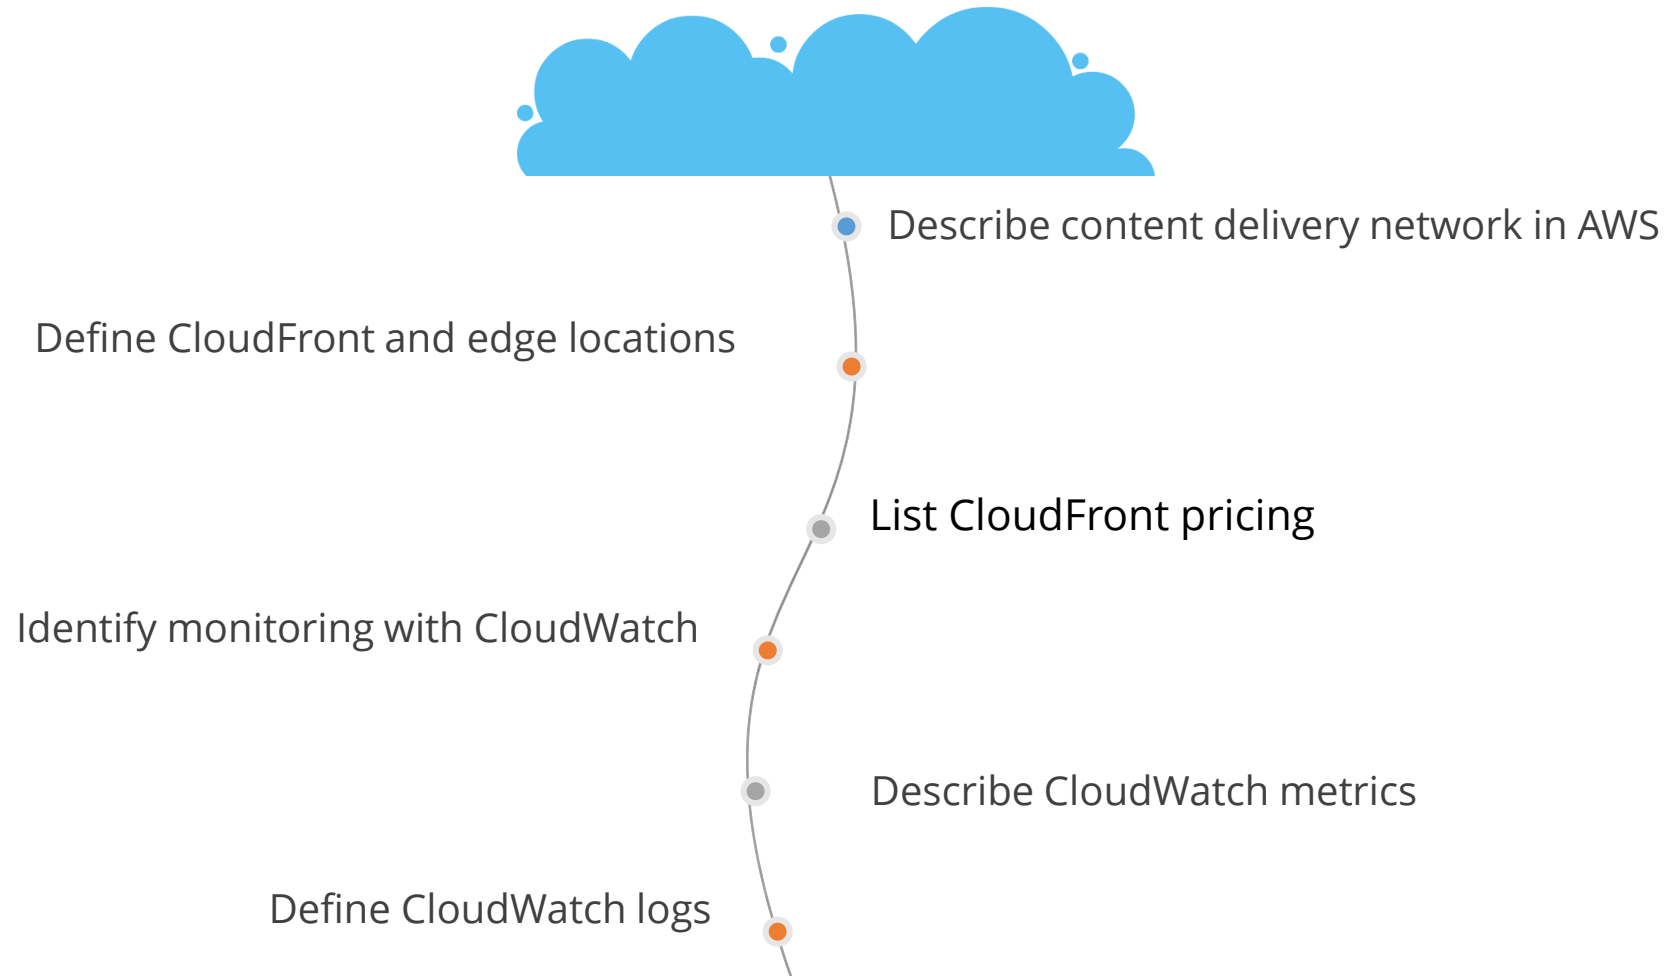 Describe content delivery network in AWS
Define CloudFront and edge locations
List CloudFront pricing
Identify monitoring with CloudWatch
Describe CloudWatch metrics
Define CloudWatch logs